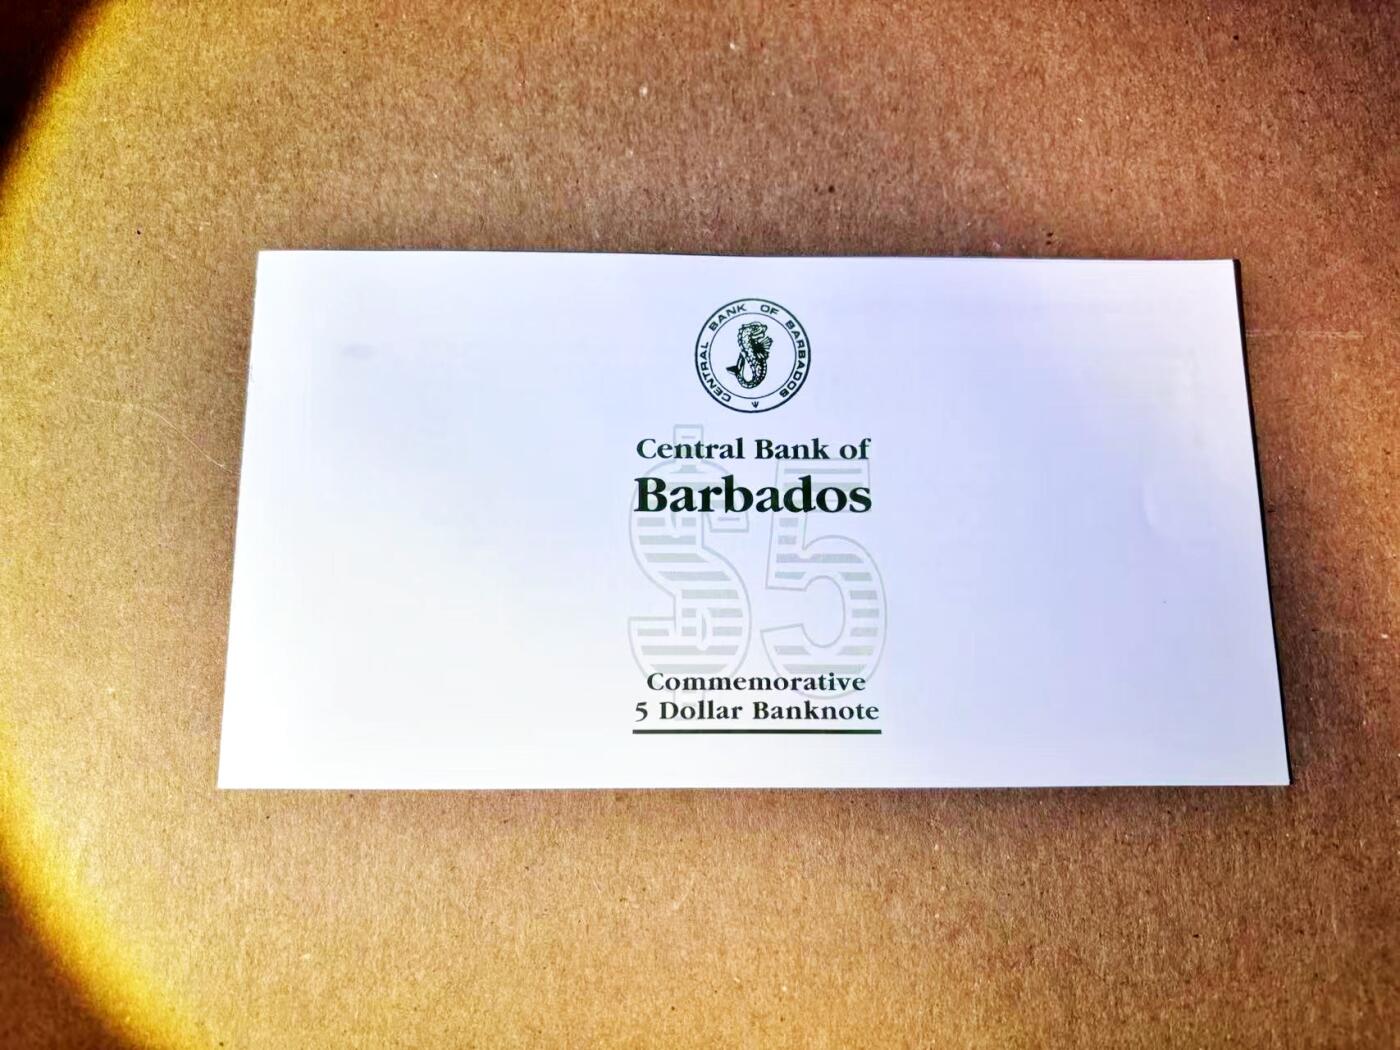 CENTRAL BANK OF BARBADOS
Central Bank of
Barbados
$5
Commemorative
5 Dollar Banknote